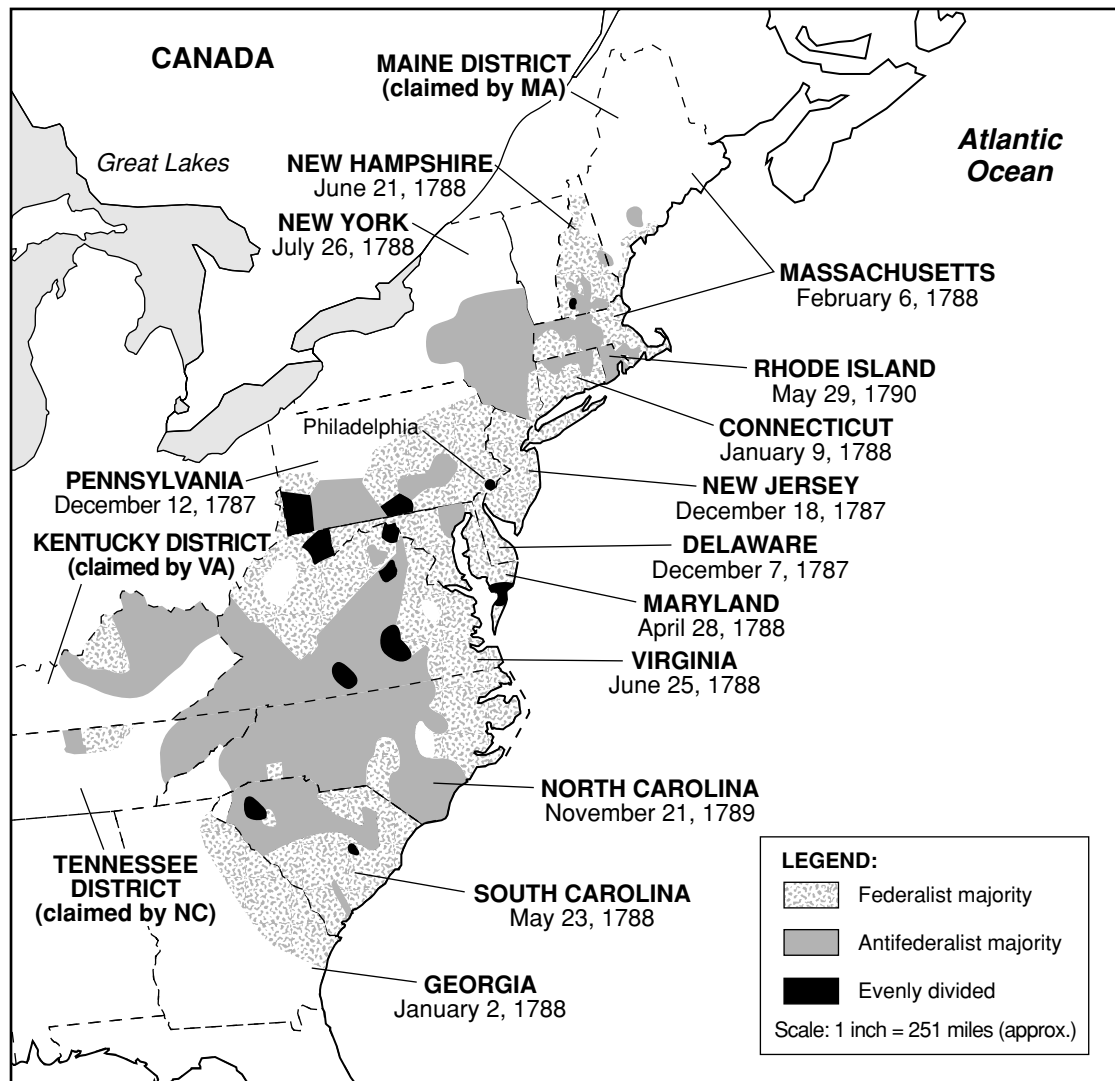 CANADA
MAINE DISTRICT
(claimed by MA)
Great Lakes
Atlantic
Ocean
NEW HAMPSHIRE
June 21, 1788
NEW YORK
July 26, 1788
MASSACHUSETTS
February 6, 1788
RHODE ISLAND
May 29, 1790
CONNECTICUT
January 9, 1788
Philadelphia
PENNSYLVANIA
December 12, 1787
NEW JERSEY
December 18, 1787
KENTUCKY DISTRICT
(claimed by VA)
DELAWARE
December 7, 1787
MARYLAND
April 28, 1788
VIRGINIA
June 25, 1788
NORTH CAROLINA
November 21, 1789
TENNESSEE
DISTRICT
(claimed by NC)
SOUTH CAROLINA
May 23, 1788
GEORGIA
January 2, 1788
LEGEND:
Federalist majority
Antifederalist majority
Evenly divided
Scale: 1 inch = 251 miles (approx.)